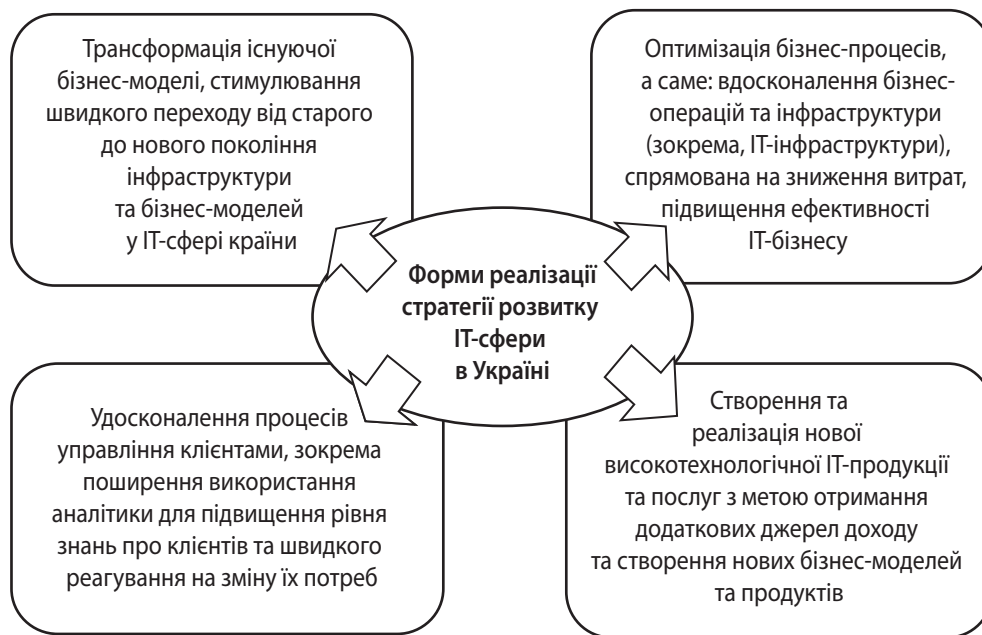 Трансформація існуючої
бізнес-моделі, стимулювання
швидкого переходу від старого
до нового покоління
інфраструктури
та бізнес-моделей
у ІТ-сфері країни
Оптимізація бізнес-процесів,
а саме: вдосконалення бізнес-
операцій та інфраструктури
(зокрема, ІТ-інфраструктури),
спрямована на зниження витрат,
підвищення ефективності
ІТ-бізнесу
Форми реалізації
стратегії розвитку
ІТ-сфери
в Україні
Удосконалення процесів
управління клієнтами, зокрема
поширення використання
аналітики для підвищення рівня
знань про клієнтів та швидкого
реагування на зміну їх потреб
Створення та
реалізація нової
високотехнологічної ІТ-продукції
та послуг з метою отримання
додаткових джерел доходу
та створення нових бізнес-моделей
та продуктів